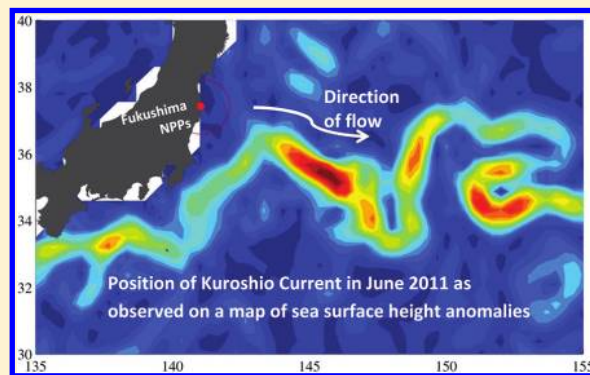 40
38
36
34
32
30
135
140
145
150
155
Fukushima
NPPs
Direction
of flow
Position of Kuroshio Current in June 2011 as
observed on a map of sea surface height anomalies